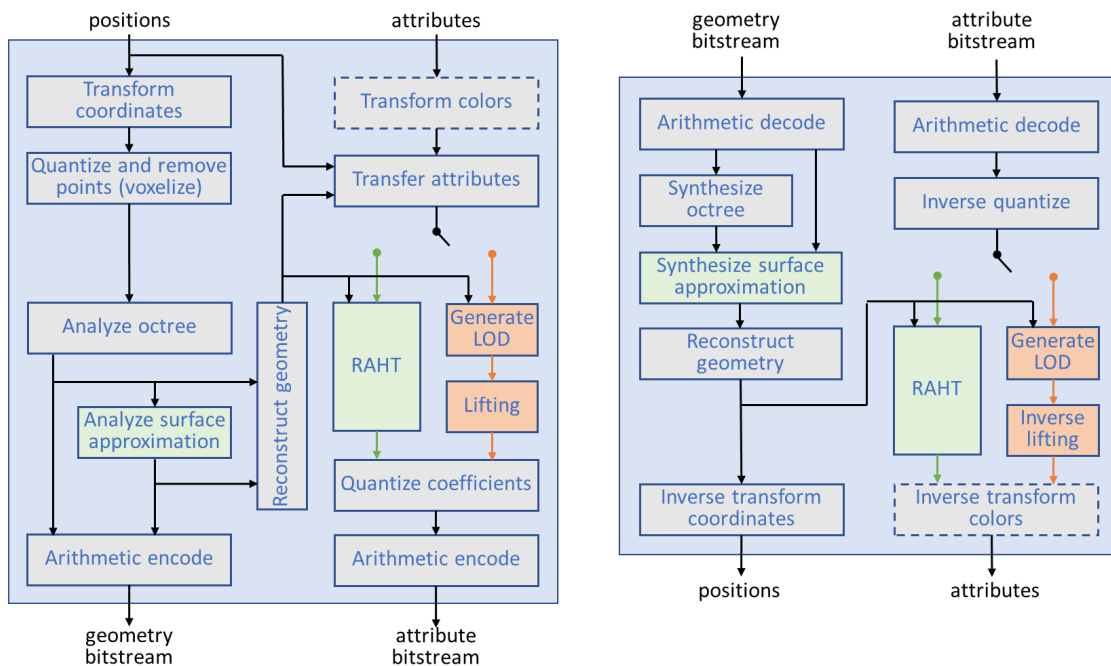 positions
attributes
Transform
coordinates
Transform colors
Quantize and remove
points (voxelize)
Transfer attributes
Analyze octree
Reconstruct geometry
RAHT
Generate
LOD
Lifting
Analyze surface
approximation
Quantize coefficients
Arithmetic encode
Arithmetic encode
geometry
bitstream
attribute
bitstream
geometry
bitstream
attribute
bitstream
Arithmetic decode
Arithmetic decode
Synthesize
octree
Inverse quantize
Synthesize surface
approximation
Reconstruct
geometry
RAHT
Generate
LOD
Inverse
lifting
Inverse transform
coordinates
Inverse transform
colors
positions
attributes